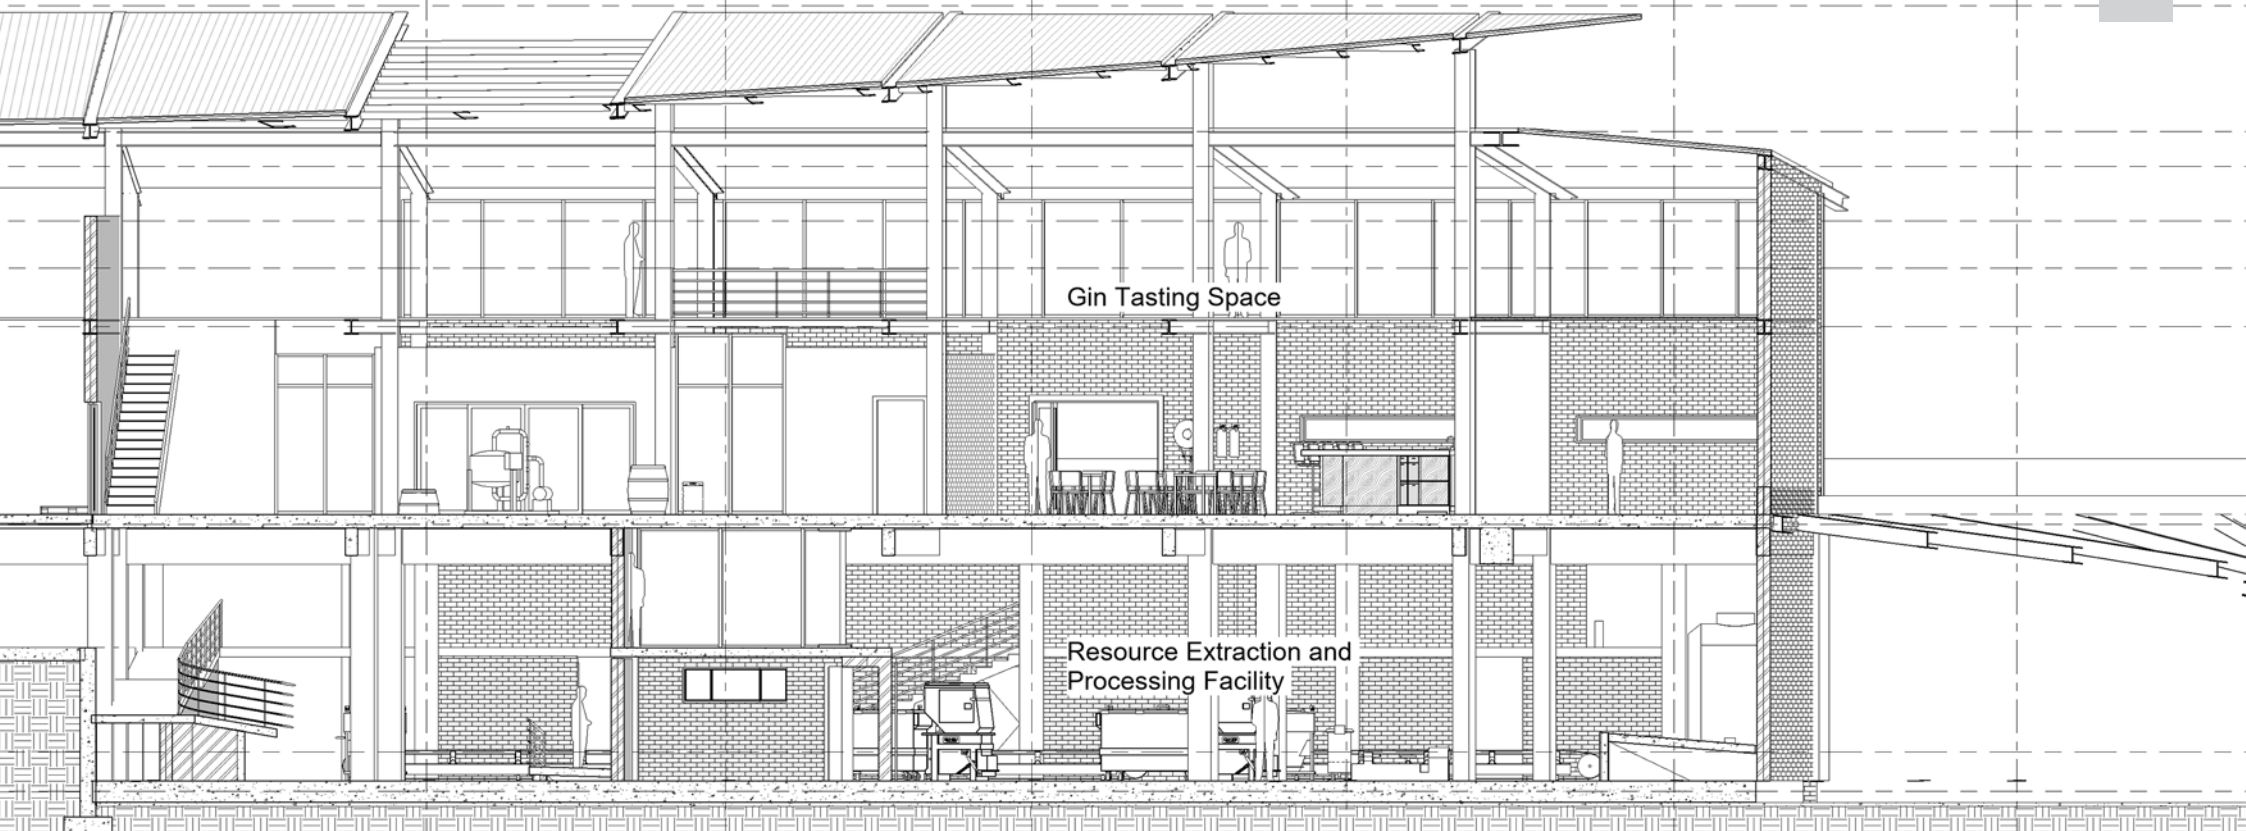 Gin Tasting Space
Resource Extraction and
Processing Facility